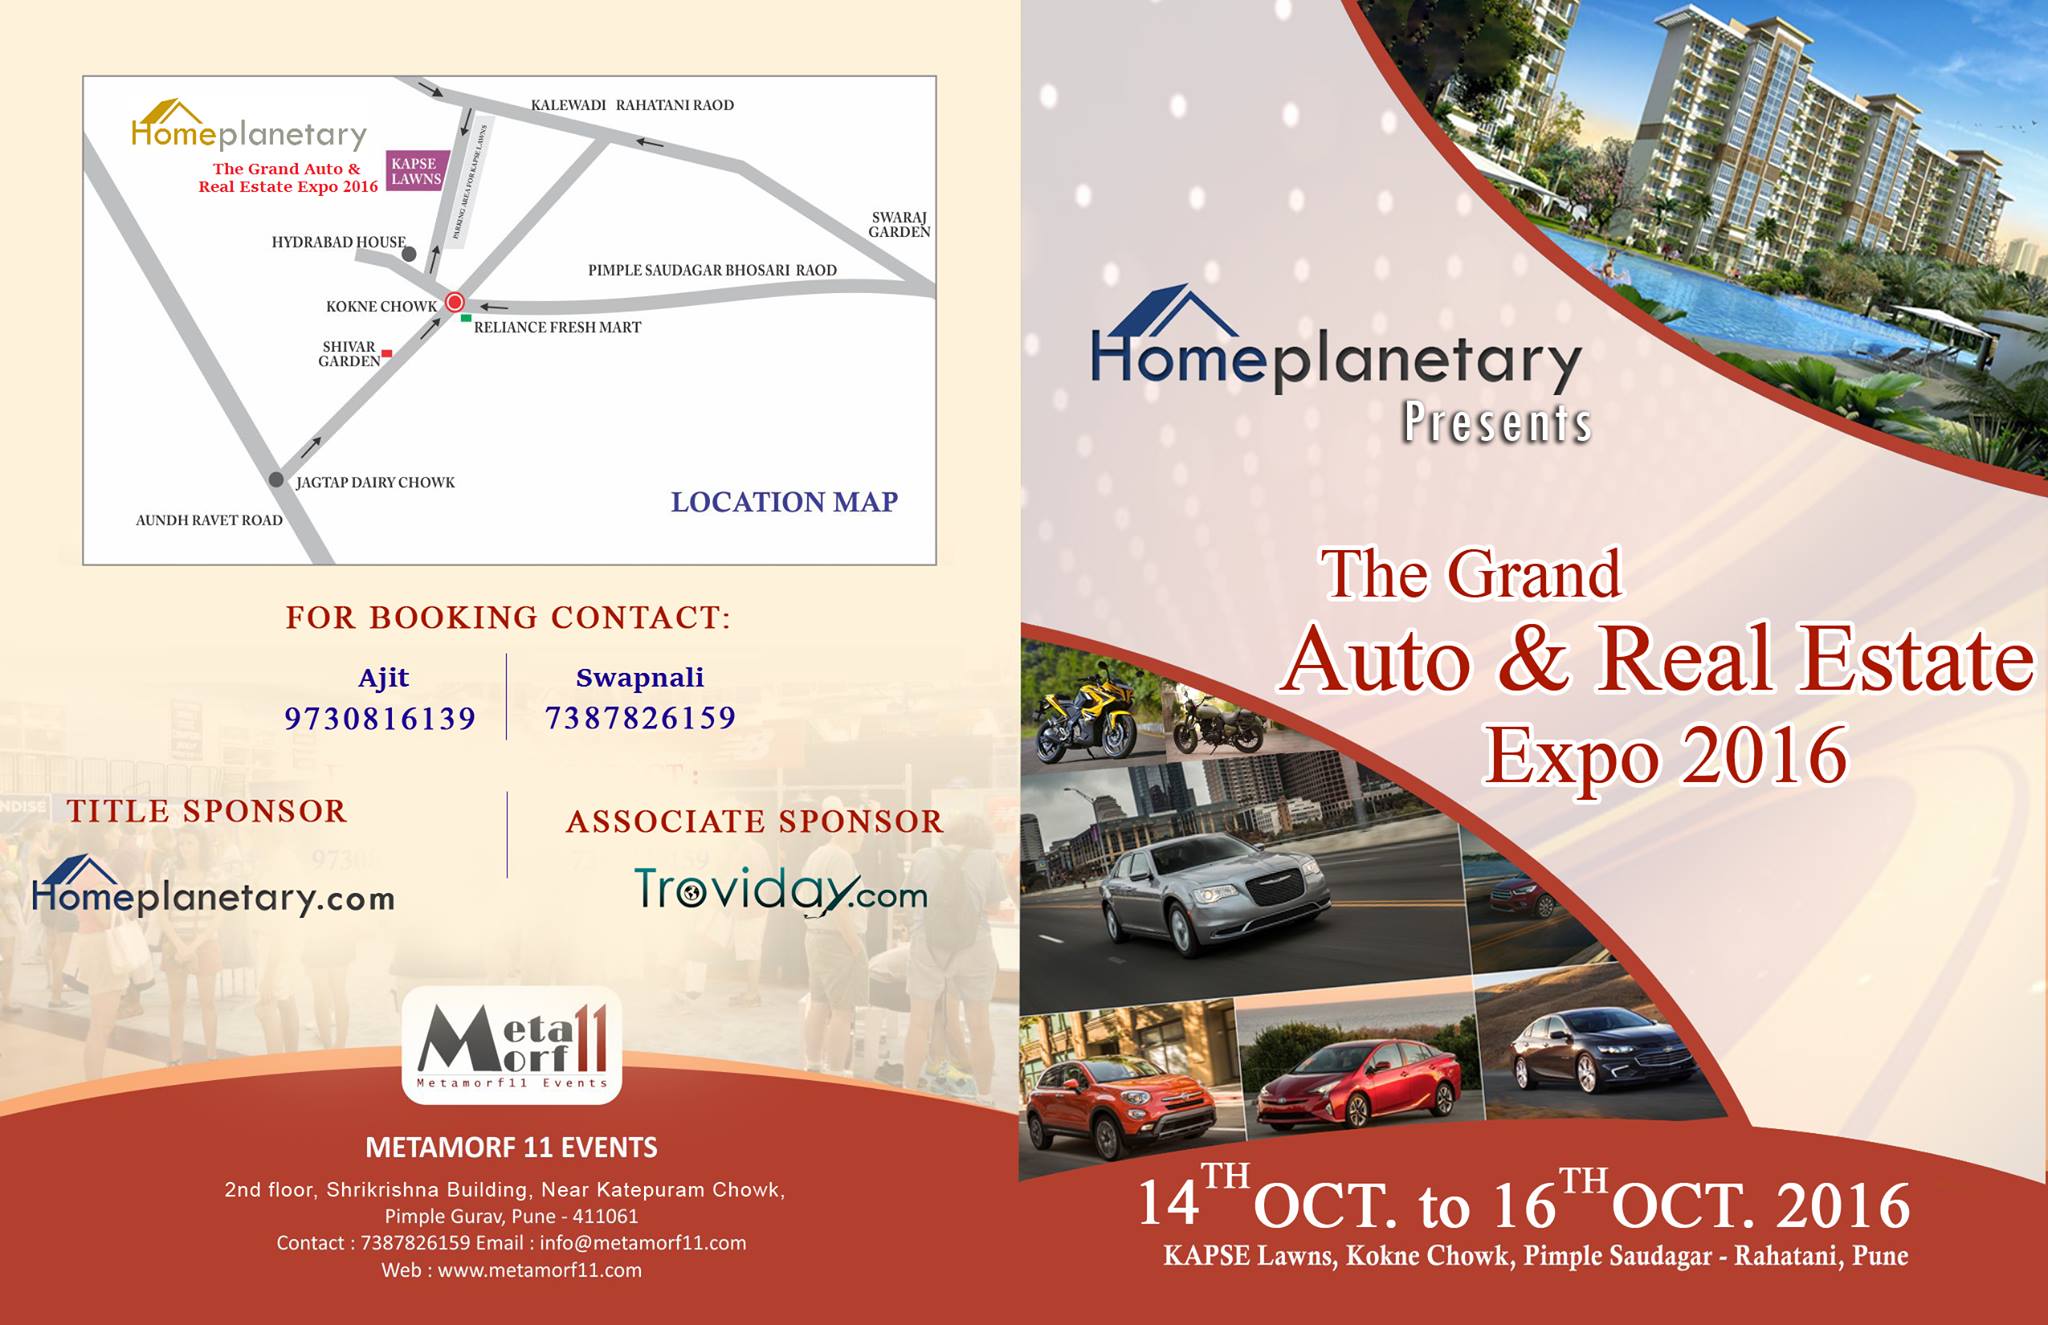 Homeplanetary
The Grand Auto &
Real Estate Expo 2016
KAPSE
LAWNS
PARKING AREA FOR KAPSE LAWNS
KALEWADI RAHATANI RAOD
SWARAJ
GARDEN
HYDRABAD HOUSE
PIMPLE SAUDAGAR BHOSARI RAOD
KOKNE CHOWK
RELIANCE FRESH MART
SHIVAR
GARDEN
JAGTAP DAIRY CHOWK
AUNDH RAVET ROAD
LOCATION MAP
FOR BOOKING CONTACT:
Ajit
9730816139
Swapnali
7387826159
TITLE SPONSOR
Homeplanetary.com
ASSOCIATE SPONSOR
Troviday.com
Meta
Morf 11
Metamorf11 Events
METAMORF 11 EVENTS
2nd floor, Shrikrishna Building, Near Katepuram Chowk,
Pimple Gurav, Pune - 411061
Contact : 7387826159 Email : info@metamorf11.com
Web : www.metamorf11.com
Homeplanetary
Presents
The Grand
Auto & Real Estate
Expo 2016
14TH OCT. to 16TH OCT. 2016
KAPSE Lawns, Kokne Chowk, Pimple Saudagar - Rahatani, Pune